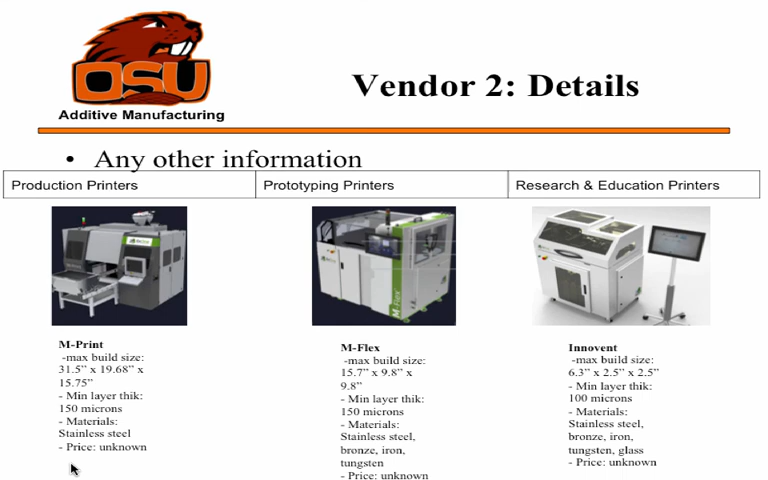 OSU
Additive Manufacturing
Vendor 2: Details
• Any other information
Production Printers
Prototyping Printers
Research & Education Printers
M-Flex
M-Print
-max build size:
31.5” x 19.68” x
15.75”
- Min layer thik:
150 microns
- Materials:
Stainless steel
- Price: unknown
M-Flex
-max build size:
15.7” x 9.8” x
9.8”
- Min layer thik:
150 microns
- Materials:
Stainless steel,
bronze, iron,
tungsten
- Price: unknown
Innovent
-max build size:
6.3” x 2.5” x 2.5”
- Min layer thik:
100 microns
- Materials:
Stainless steel,
bronze, iron,
tungsten, glass
- Price: unknown